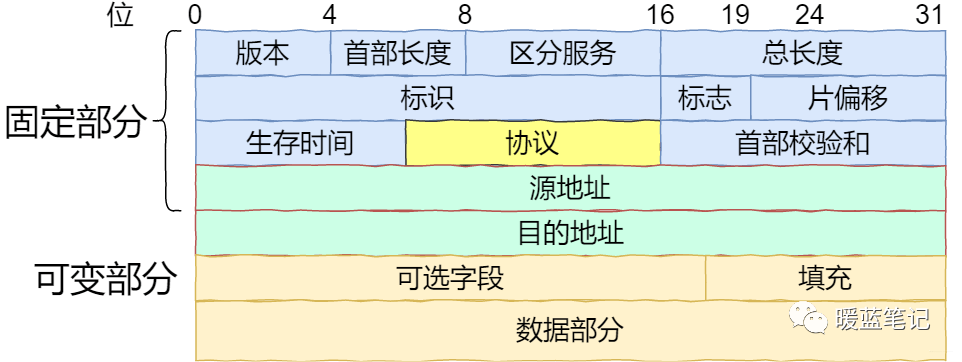 位 0 4 8 16 19 24 31
版本 首部长度 区分服务 总长度
标识 标志 片偏移
固定部分
生存时间 协议 首部校验和
源地址
目的地址
可变部分 可选字段 填充
数据部分 暖蓝笔记